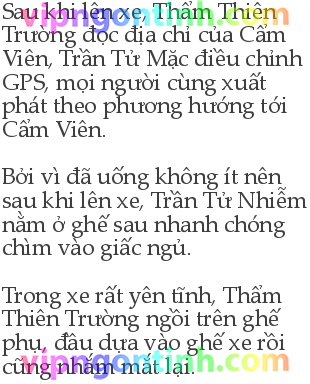 Sau khi lên xe, Thẩm Thiên
Trường đọc địa chỉ của Cẩm
Viên, Trần Tử Mặc điều chỉnh
GPS, mọi người cùng xuất
phát theo phương hướng tới
Cẩm Viên.
Bởi vì đã uống không ít nên
sau khi lên xe, Trần Tử Nhiễm
nằm ở ghế sau nhanh chóng
chìm vào giấc ngủ.
Trong xe rất yên tĩnh, Thẩm
Thiên Trường ngồi trên ghế
phụ, đầu dựa vào ghế xe rồi
cũng nhắm mắt lại.
vipngontinh.com
vipngontinh.com